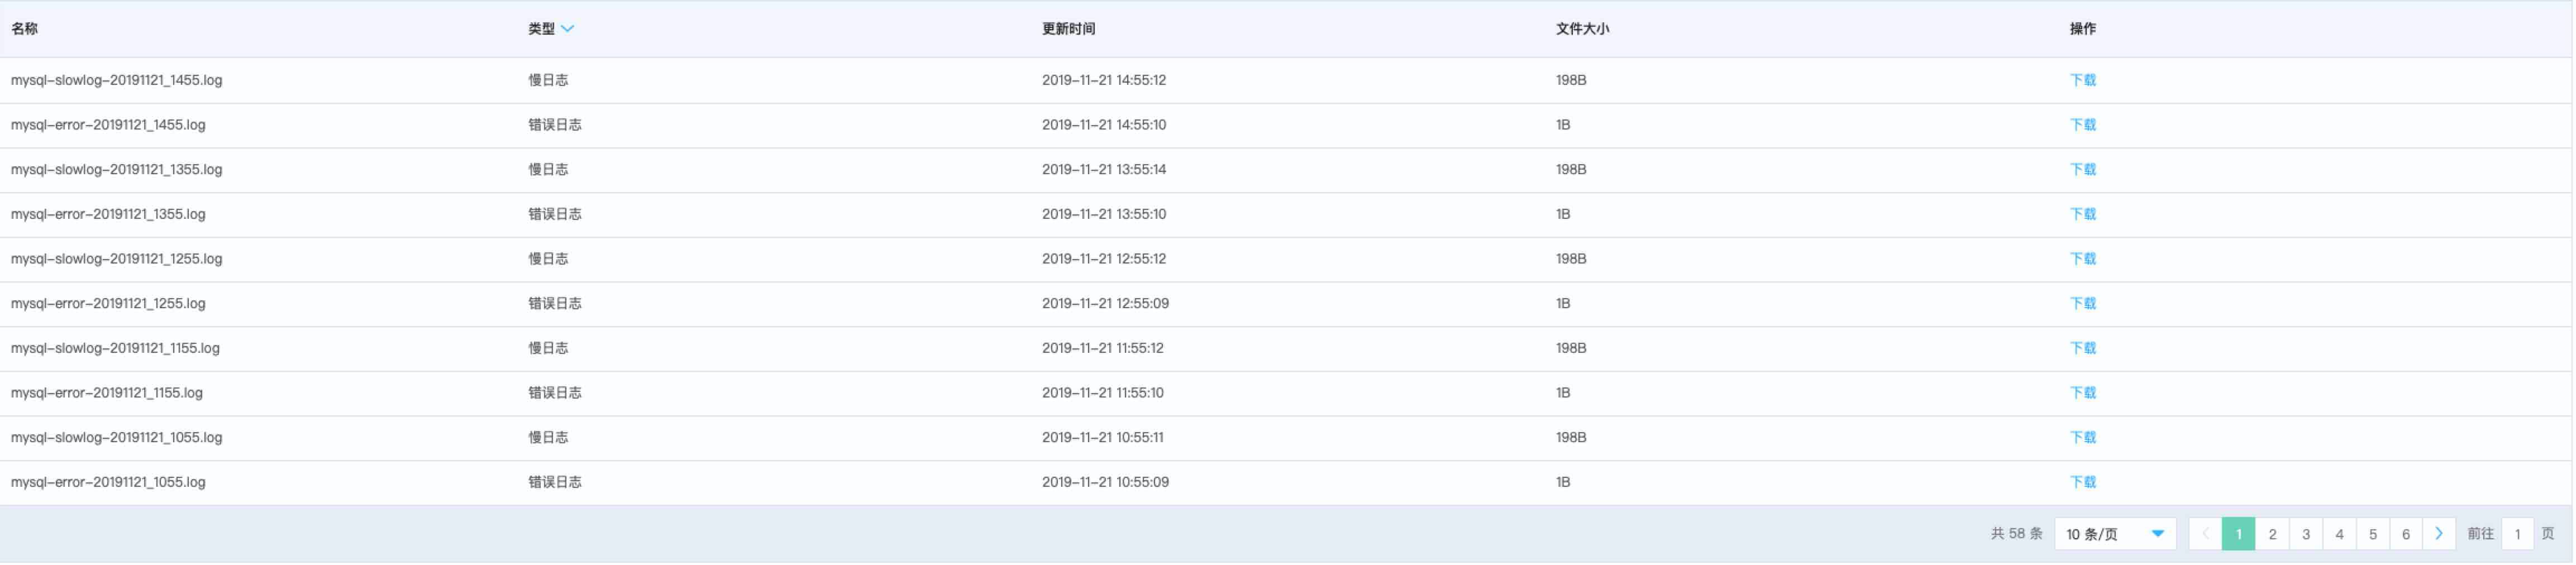 名称 类型 更新时间 文件大小 操作
mysql-slowlog-20191121_1455.log 慢日志 2019-11-21 14:55:12 198B 下载
mysql-error-20191121_1455.log 错误日志 2019-11-21 14:55:10 1B 下载
mysql-slowlog-20191121_1355.log 慢日志 2019-11-21 13:55:14 198B 下载
mysql-error-20191121_1355.log 错误日志 2019-11-21 13:55:10 1B 下载
mysql-slowlog-20191121_1255.log 慢日志 2019-11-21 12:55:12 198B 下载
mysql-error-20191121_1255.log 错误日志 2019-11-21 12:55:09 1B 下载
mysql-slowlog-20191121_1155.log 慢日志 2019-11-21 11:55:12 198B 下载
mysql-error-20191121_1155.log 错误日志 2019-11-21 11:55:10 1B 下载
mysql-slowlog-20191121_1055.log 慢日志 2019-11-21 10:55:11 198B 下载
mysql-error-20191121_1055.log 错误日志 2019-11-21 10:55:09 1B 下载
共 58 条 10 条/页 1 2 3 4 5 6 前往 1 页